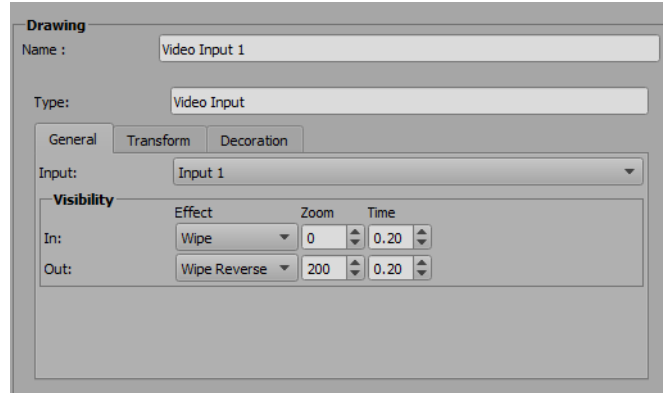 Drawing
Name : Video Input 1
Type: Video Input
General Transform Decoration
Input: Input 1
Visibility
Effect Zoom Time
In: Wipe 0 0.20
Out: Wipe Reverse 200 0.20